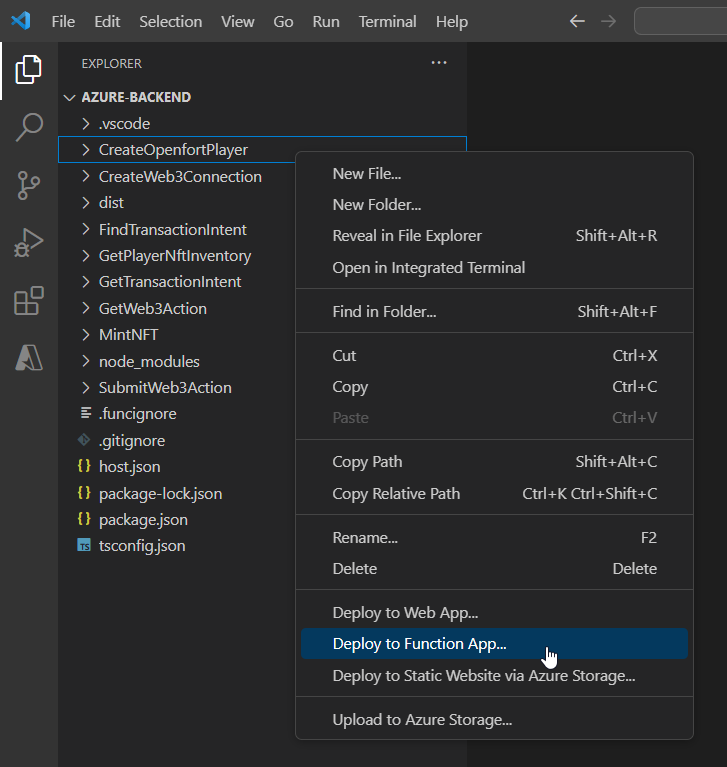 File Edit Selection View Go Run Terminal Help
EXPLORER ···
AZURE-BACKEND
.vscode
CreateOpenfortPlayer
CreateWeb3Connection
dist
FindTransactionIntent
GetPlayerNftInventory
GetTransactionIntent
GetWeb3Action
MintNFT
node_modules
SubmitWeb3Action
.funcignore
.gitignore
{} host.json
{} package-lock.json
{} package.json
TS tsconfig.json
New File...
New Folder...
Reveal in File Explorer Shift+Alt+R
Open in Integrated Terminal
Find in Folder... Shift+Alt+F
Cut Ctrl+X
Copy Ctrl+C
Paste Ctrl+V
Copy Path Shift+Alt+C
Copy Relative Path Ctrl+K Ctrl+Shift+C
Rename... F2
Delete Delete
Deploy to Web App...
Deploy to Function App...
Deploy to Static Website via Azure Storage...
Upload to Azure Storage...